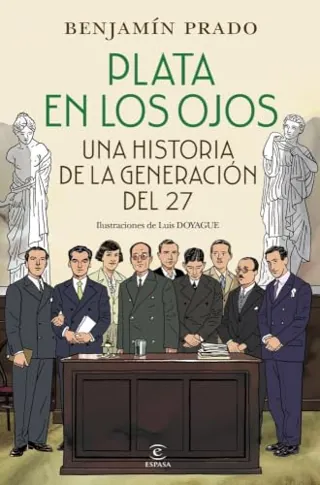 BENJAMÍN PRADO
PLATA
EN LOS OJOS
UNA HISTORIA
DE LA GENERACIÓN
DEL 27
Ilustraciones de Luis DOYAGUE
e
ESPASA